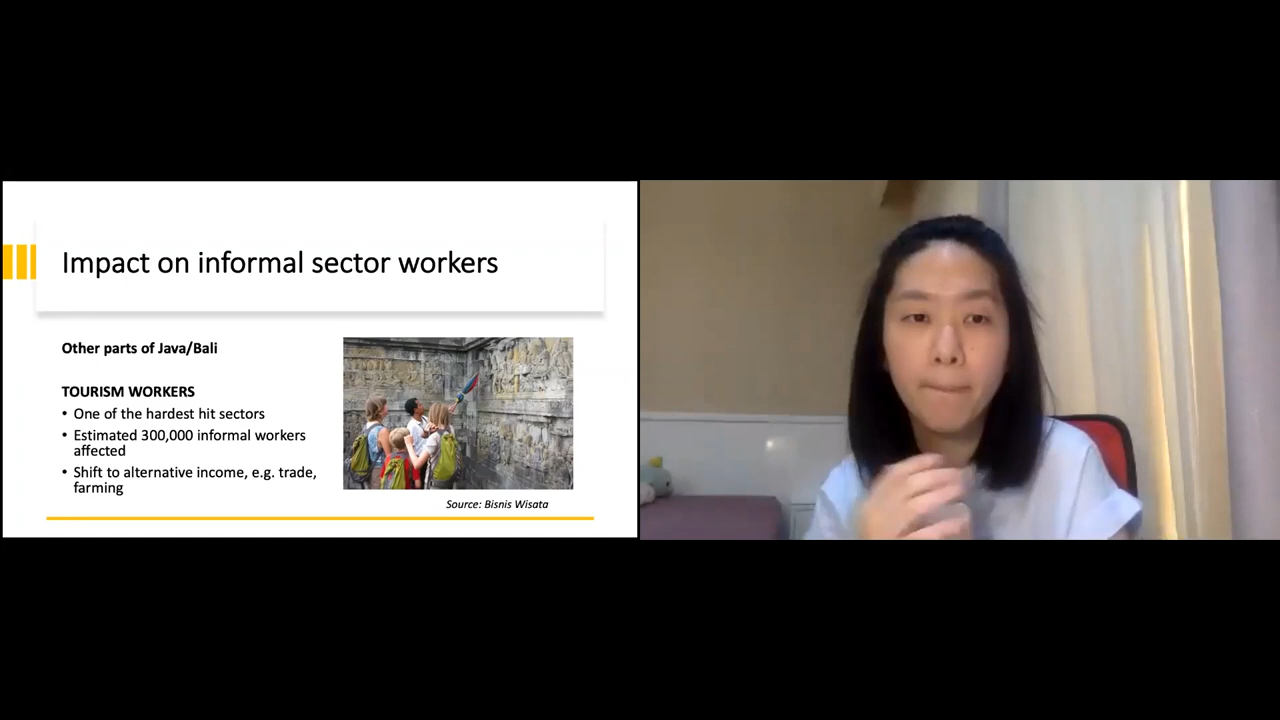 Impact on informal sector workers
Other parts of Java/Bali
TOURISM WORKERS
• One of the hardest hit sectors
• Estimated 300,000 informal workers
affected
• Shift to alternative income, e.g. trade,
farming
Source: Bisnis Wisata